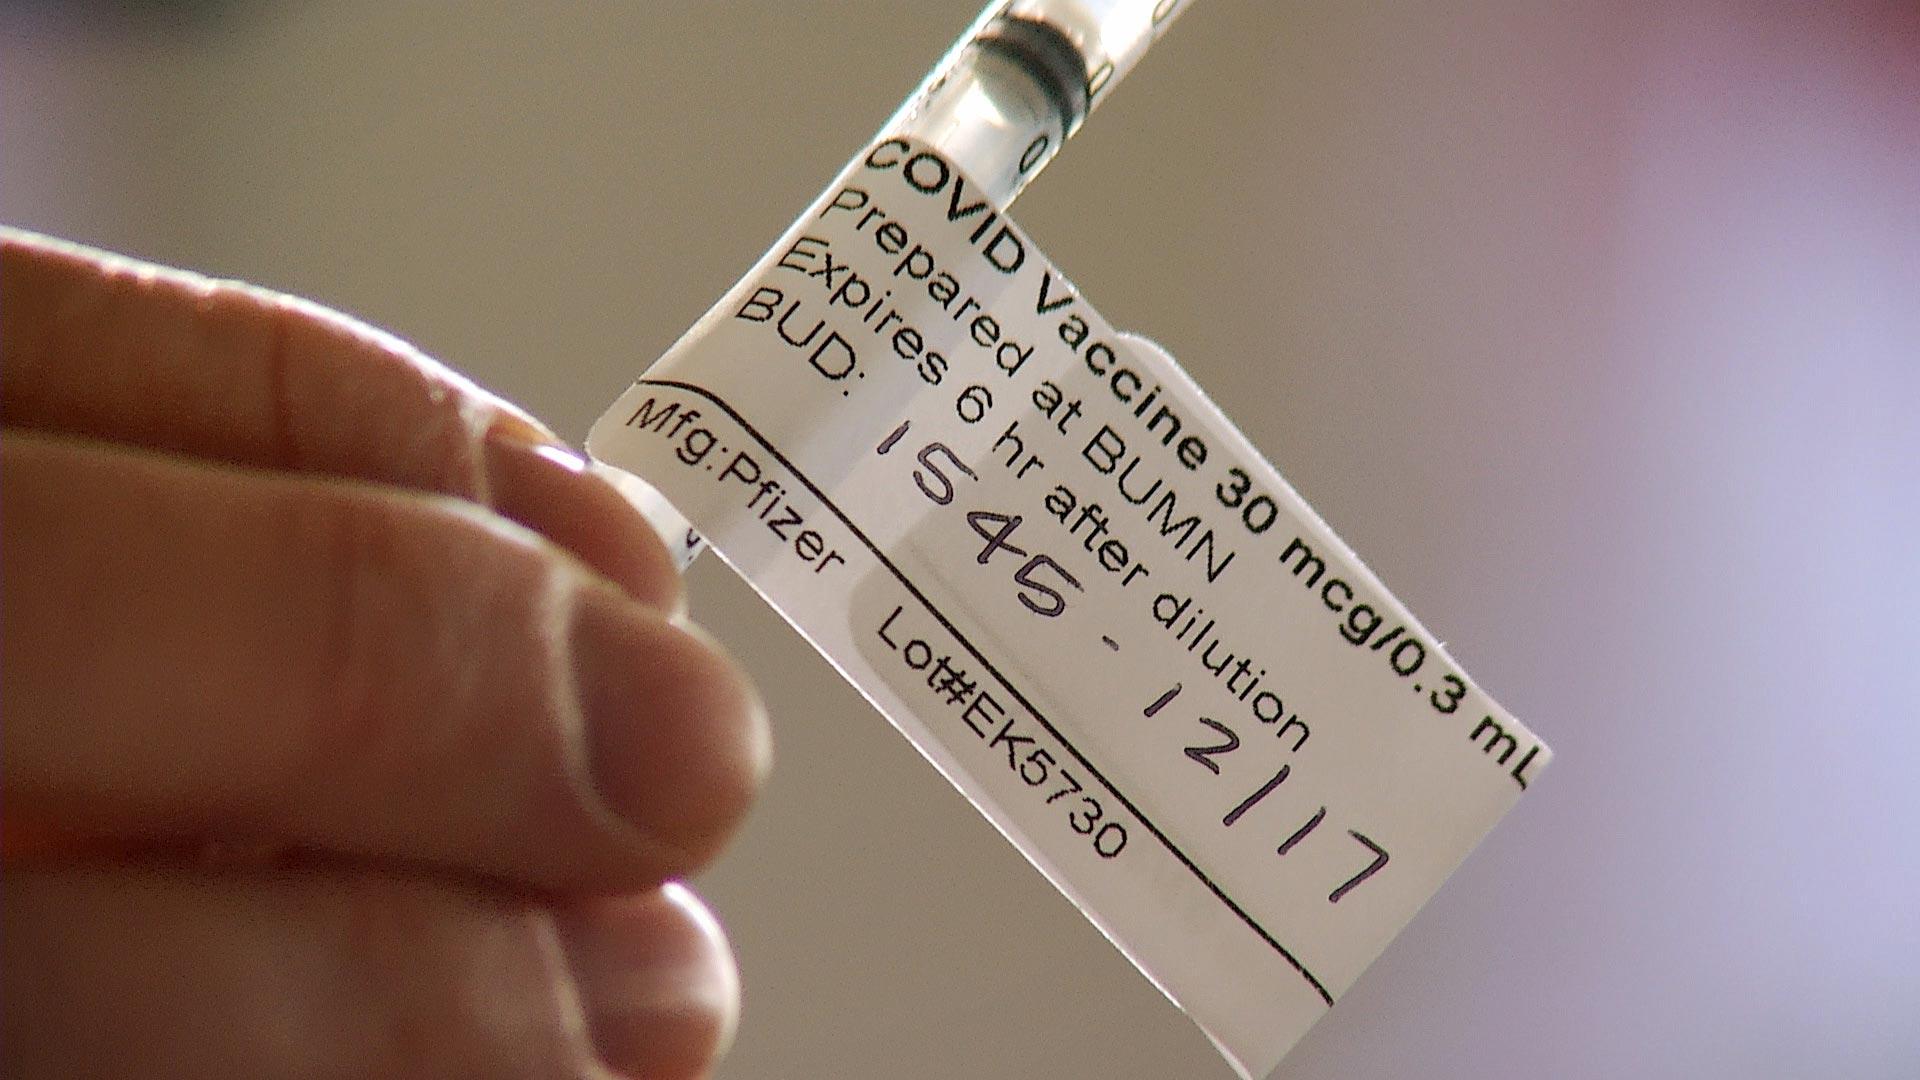 COVID Vaccine 30 mcg/0.3 mL
Prepared at BUMN
Expires 6 hr after dilution
BUD: 1545 - 12/17
Mfg:Pfizer Lot#EK5730